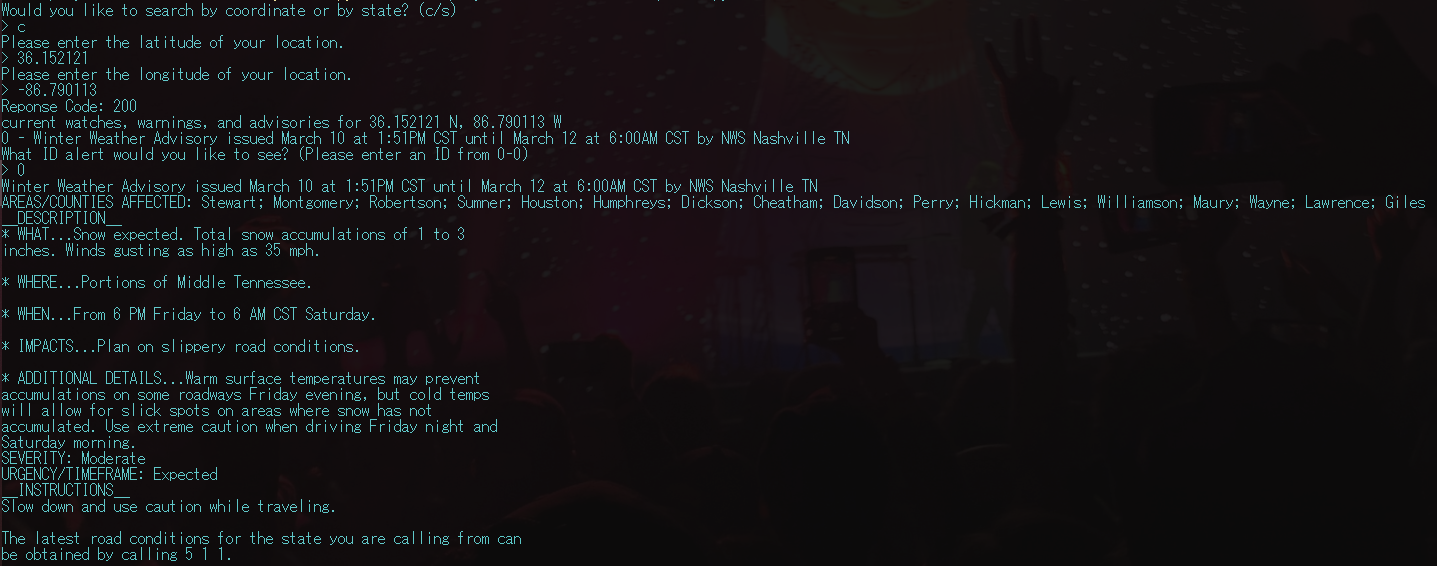 Would you like to search by coordinate or by state? (c/s)
> c
Please enter the latitude of your location.
> 36.152121
Please enter the longitude of your location.
> -86.790113
Reponse Code: 200
current watches, warnings, and advisories for 36.152121 N, 86.790113 W
0 - Winter Weather Advisory issued March 10 at 1:51PM CST until March 12 at 6:00AM CST by NWS Nashville TN
What ID alert would you like to see? (Please enter an ID from 0-0)
> 0
Winter Weather Advisory issued March 10 at 1:51PM CST until March 12 at 6:00AM CST by NWS Nashville TN
AREAS/COUNTIES AFFECTED: Stewart; Montgomery; Robertson; Sumner; Houston; Humphreys; Dickson; Cheatham; Davidson; Perry; Hickman; Lewis; Williamson; Maury; Wayne; Lawrence; Giles
__DESCRIPTION__
* WHAT...Snow expected. Total snow accumulations of 1 to 3
inches. Winds gusting as high as 35 mph.
* WHERE...Portions of Middle Tennessee.
* WHEN...From 6 PM Friday to 6 AM CST Saturday.
* IMPACTS...Plan on slippery road conditions.
* ADDITIONAL DETAILS...Warm surface temperatures may prevent
accumulations on some roadways Friday evening, but cold temps
will allow for slick spots on areas where snow has not
accumulated. Use extreme caution when driving Friday night and
Saturday morning.
SEVERITY: Moderate
URGENCY/TIMEFRAME: Expected
__INSTRUCTIONS__
Slow down and use caution while traveling.
The latest road conditions for the state you are calling from can
be obtained by calling 5 1 1.